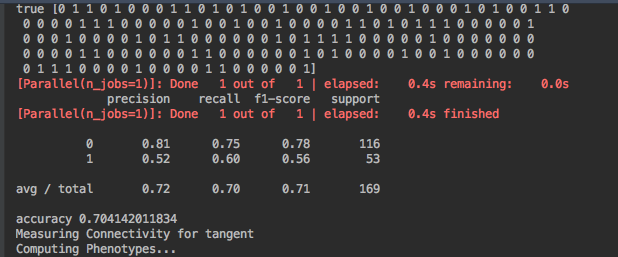 true [0 1 1 0 1 0 0 0 1 1 0 1 0 1 0 0 1 0 0 1 0 0 1 0 0 1 0 0 1 0 0 1 0 0 1 1 0
0 0 0 0 1 1 1 0 0 0 0 0 1 0 0 1 0 0 1 0 0 0 0 1 1 0 1 0 1 1 1 0 0 0 0 0 1
0 0 0 1 0 0 0 1 0 0 0 0 1 0 0 0 0 0 1 0 1 1 1 1 0 0 0 0 1 0 0 0 0 0 1 0 0
0 0 0 0 1 1 0 0 0 0 1 1 0 0 0 0 0 0 1 0 1 0 0 0 0 1 0 0 1 0 0 0 0 0 0 0 0
0 1 1 1 0 0 0 0 1 0 0 0 0 1 1 0 0 0 0 0 1]
[Parallel(n_jobs=1)]: Done 1 out of 1 | elapsed: 0.4s remaining: 0.0s
precision recall f1-score support
[Parallel(n_jobs=1)]: Done 1 out of 1 | elapsed: 0.4s finished
0 0.81 0.75 0.78 116
1 0.52 0.60 0.56 53
avg / total 0.72 0.70 0.71 169
accuracy 0.704142011834
Measuring Connectivity for tangent
Computing Phenotypes...